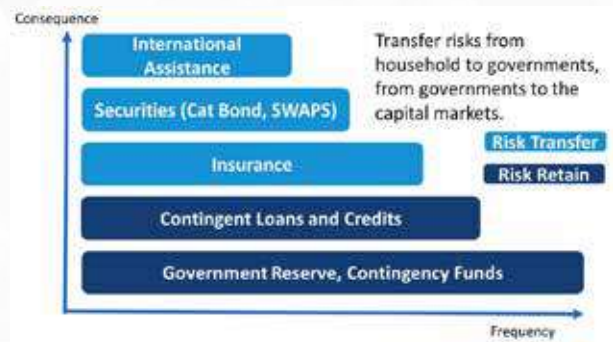 Consequence
International
Assistance
Transfer risks from
household to governments,
from governments to the
capital markets.
Securities (Cat Bond, SWAPS)
Risk Transfer
Insurance
Risk Retain
Contingent Loans and Credits
Government Reserve, Contingency Funds
Frequency